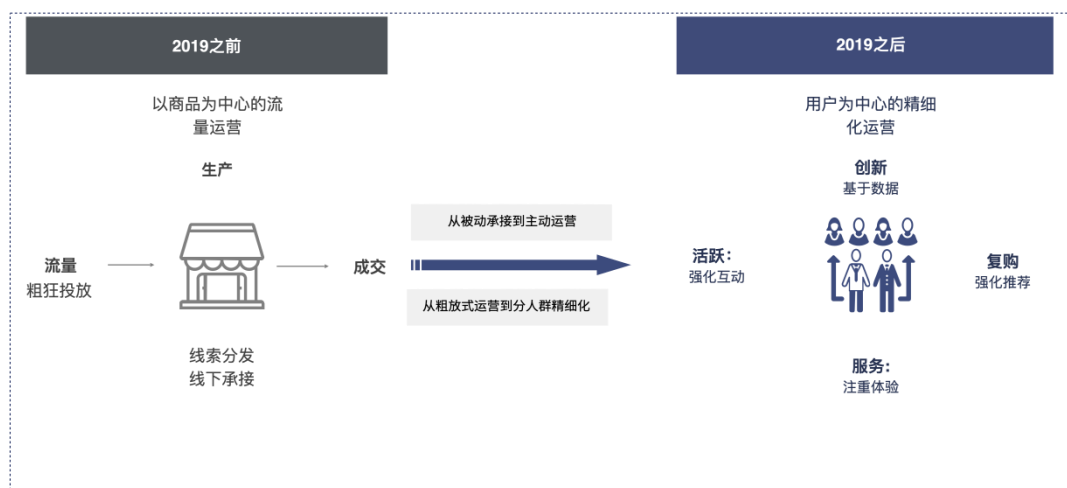 2019之前
以商品为中心的流
量运营
生产
流量
粗狂投放
成交
线索分发
线下承接
从被动承接到主动运营
从粗放式运营到分人群精细化
2019之后
用户为中心的精细
化运营
创新
基于数据
活跃：
强化互动
复购
强化推荐
服务：
注重体验